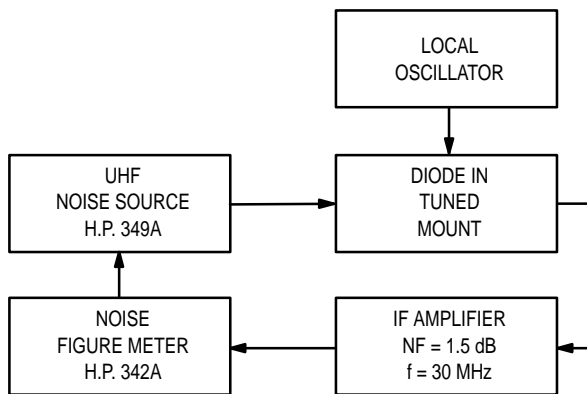 LOCAL
OSCILLATOR
UHF
NOISE SOURCE
H.P. 349A
DIODE IN
TUNED
MOUNT
NOISE
FIGURE METER
H.P. 342A
IF AMPLIFIER
NF = 1.5 dB
f = 30 MHz